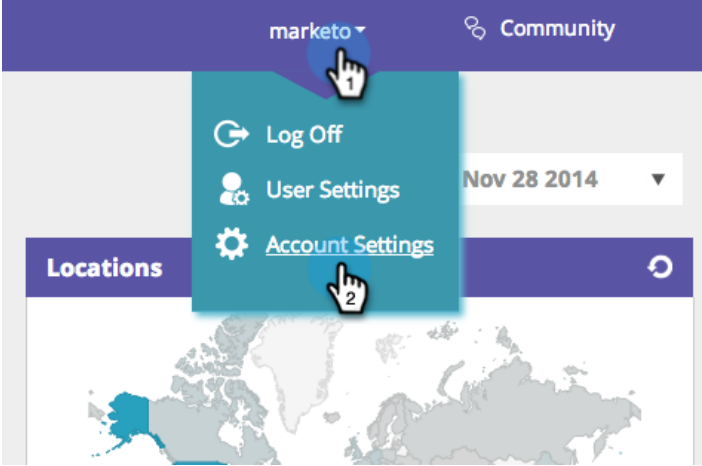 marketo
Community
1
Log Off
User Settings
Nov 28 2014
Account Settings
Locations
2